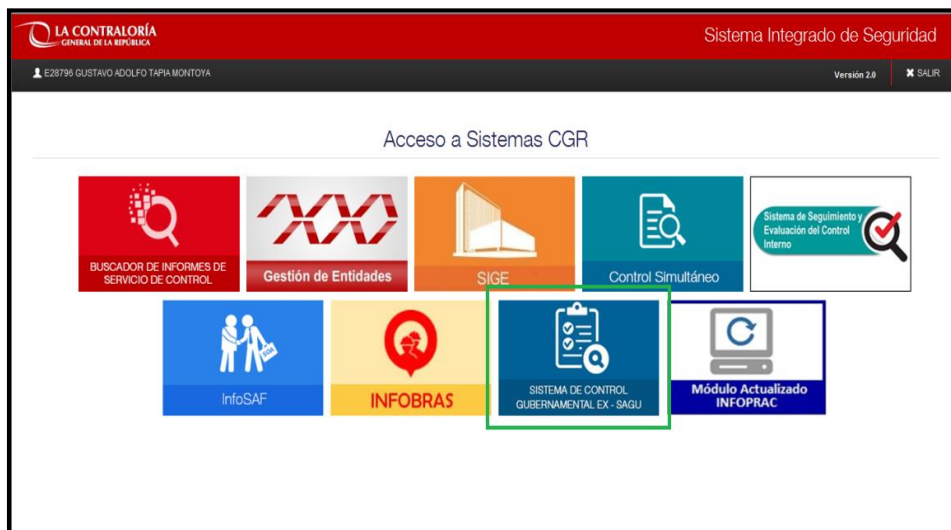 LA CONTRALORÍA
GENERAL DE LA REPÚBLICA
Sistema Integrado de Seguridad
E28796 GUSTAVO ADOLFO TAPIA MONTOYA
Versión 2.0
SALIR
Acceso a Sistemas CGR
BUSCADOR DE INFORMES DE
SERVICIO DE CONTROL
Gestión de Entidades
SIGE
Control Simultáneo
Sistema de Seguimiento y
Evaluación del Control
Interno
InfoSAF
SOA
INFOBRAS
SISTEMA DE CONTROL
GUBERNAMENTAL EX - SAGU
Módulo Actualizado
INFOPRAC